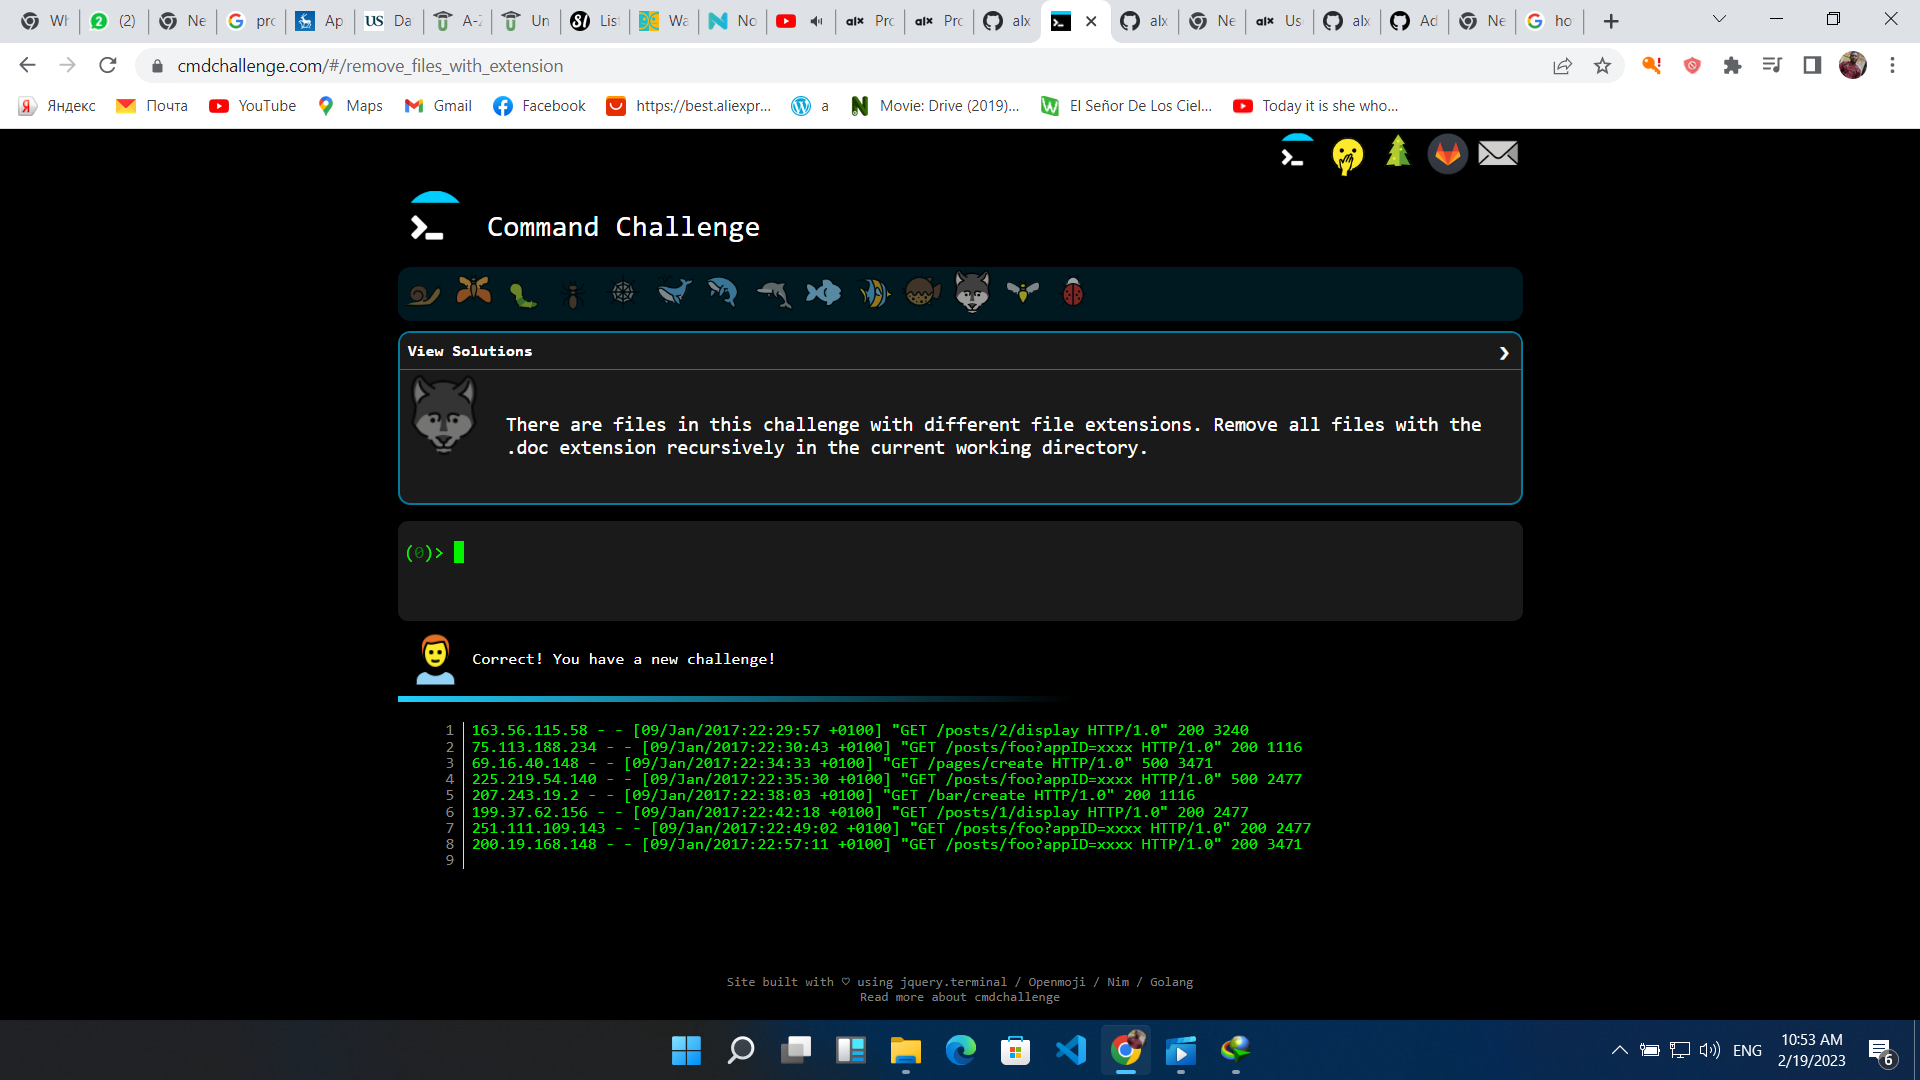 Wh
(2)
Ne
pro
Ap
US Da
A-Z
Un
Lis
Wa
No
alx Pro
alx Pro
alx
alx
Ne
alx Us
alx
Ad
Ne
ho
cmdchallenge.com/#/remove_files_with_extension
Яндекс
Почта
YouTube
Maps
Gmail
Facebook
https://best.aliexpr...
a
Movie: Drive (2019)...
El Señor De Los Ciel...
Today it is she who...
Command Challenge
View Solutions
There are files in this challenge with different file extensions. Remove all files with the
.doc extension recursively in the current working directory.
(0)>
Correct! You have a new challenge!
1 163.56.115.58 - - [09/Jan/2017:22:29:57 +0100] "GET /posts/2/display HTTP/1.0" 200 3240
2 75.113.188.234 - - [09/Jan/2017:22:30:43 +0100] "GET /posts/foo?appID=xxxx HTTP/1.0" 200 1116
3 69.16.40.148 - - [09/Jan/2017:22:34:33 +0100] "GET /pages/create HTTP/1.0" 500 3471
4 225.219.54.140 - - [09/Jan/2017:22:35:30 +0100] "GET /posts/foo?appID=xxxx HTTP/1.0" 500 2477
5 207.243.19.2 - - [09/Jan/2017:22:38:03 +0100] "GET /bar/create HTTP/1.0" 200 1116
6 199.37.62.156 - - [09/Jan/2017:22:42:18 +0100] "GET /posts/1/display HTTP/1.0" 200 2477
7 251.111.109.143 - - [09/Jan/2017:22:49:02 +0100] "GET /posts/foo?appID=xxxx HTTP/1.0" 200 2477
8 200.19.168.148 - - [09/Jan/2017:22:57:11 +0100] "GET /posts/foo?appID=xxxx HTTP/1.0" 200 3471
9
Site built with ♡ using jquery.terminal / Openmoji / Nim / Golang
Read more about cmdchallenge
ENG
10:53 AM
2/19/2023
6